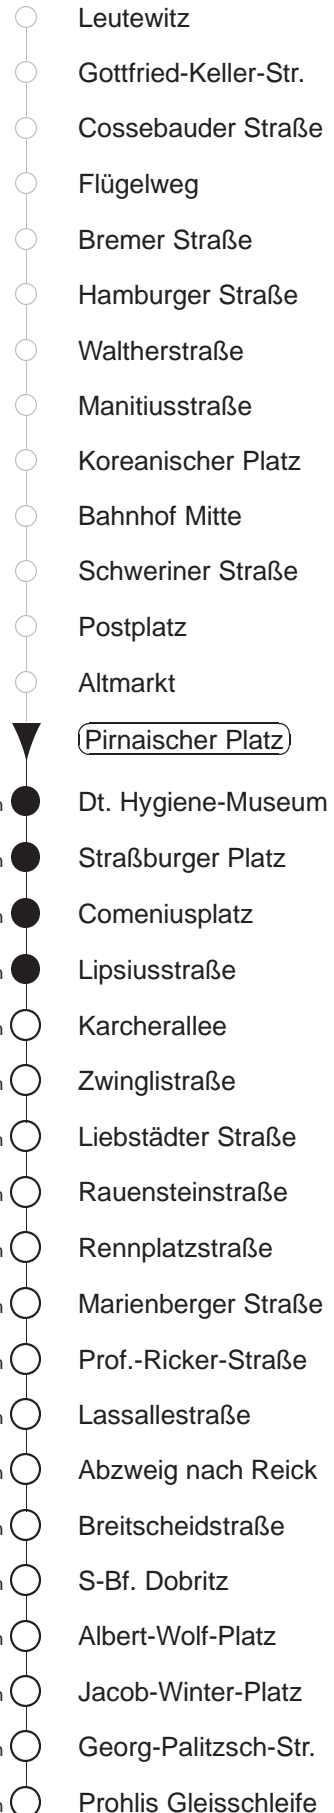 Leutewitz
Gottfried-Keller-Str.
Cossebauder Straße
Flügelweg
Bremer Straße
Hamburger Straße
Waltherstraße
Manitiusstraße
Koreanischer Platz
Bahnhof Mitte
Schweriner Straße
Postplatz
Altmarkt
Pirnaischer Platz
Dt. Hygiene-Museum
Straßburger Platz
Comeniusplatz
Lipsiusstraße
Karcherallee
Zwinglistraße
Liebstädter Straße
Rauensteinstraße
Rennplatzstraße
Marienberger Straße
Prof.-Ricker-Straße
Lassallestraße
Abzweig nach Reick
Breitscheidstraße
S-Bf. Dobritz
Albert-Wolf-Platz
Jacob-Winter-Platz
Georg-Palitzsch-Str.
Prohlis Gleisschleife